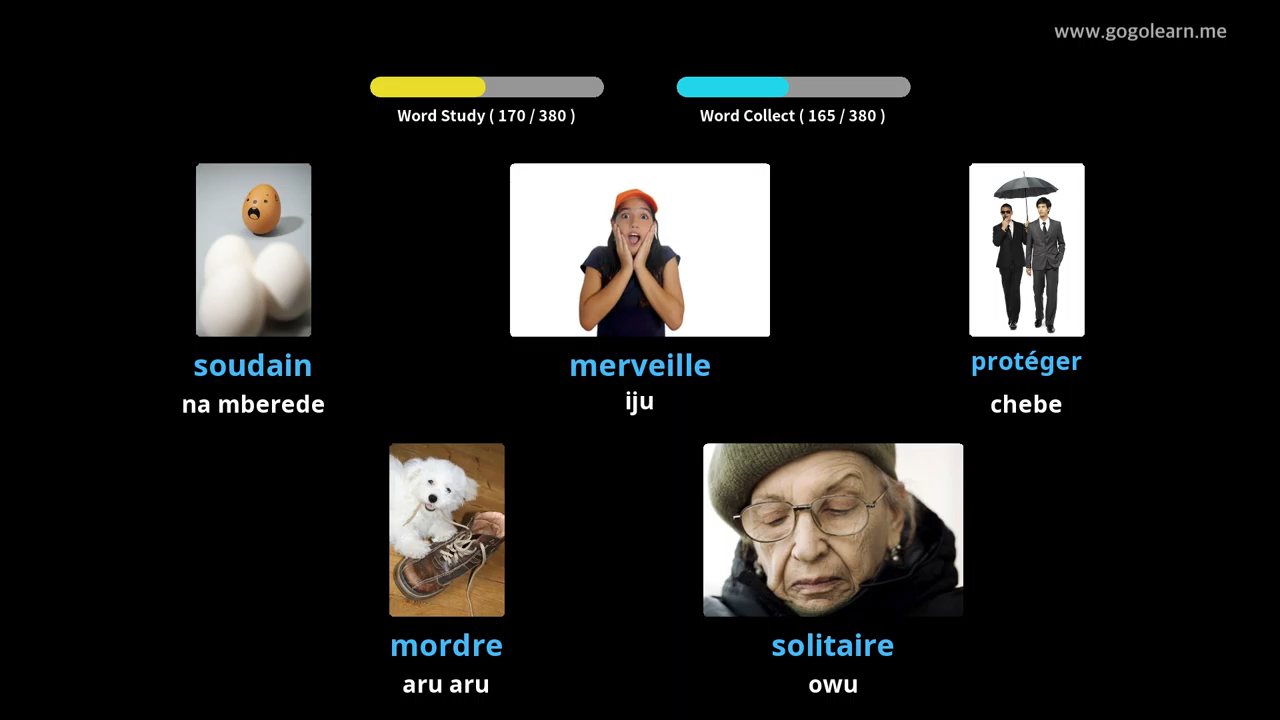 www.gogolearn.me
Word Study ( 170 / 380 )
Word Collect ( 165 / 380 )
soudain
na mberede
merveille
iju
protéger
chebe
mordre
aru aru
solitaire
owu